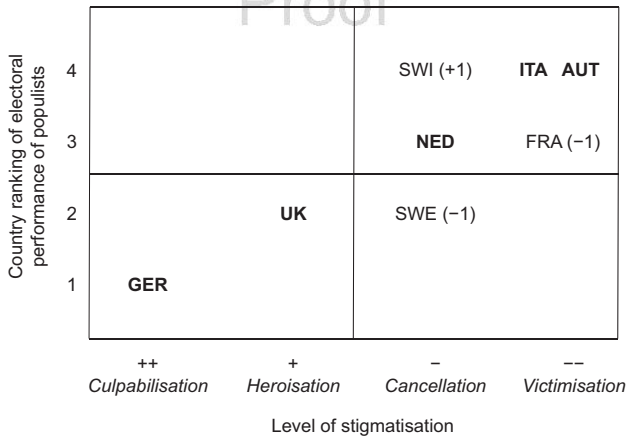 Proof
Country ranking of electoral
performance of populists
4 SWI (+1) ITA AUT
3 NED FRA (−1)
2 UK SWE (−1)
1 GER
++ + − −−
Culpabilisation Heroisation Cancellation Victimisation
Level of stigmatisation